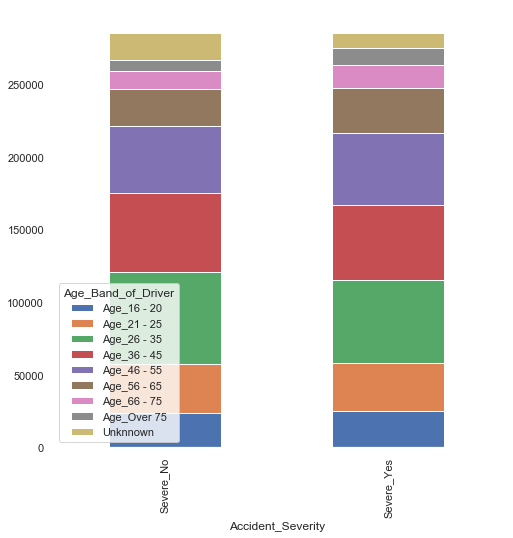 250000
200000
150000
100000
50000
0
Age_Band_of_Driver
Age_16 - 20
Age_21 - 25
Age_26 - 35
Age_36 - 45
Age_46 - 55
Age_56 - 65
Age_66 - 75
Age_Over 75
Unknnown
Severe_No
Severe_Yes
Accident_Severity